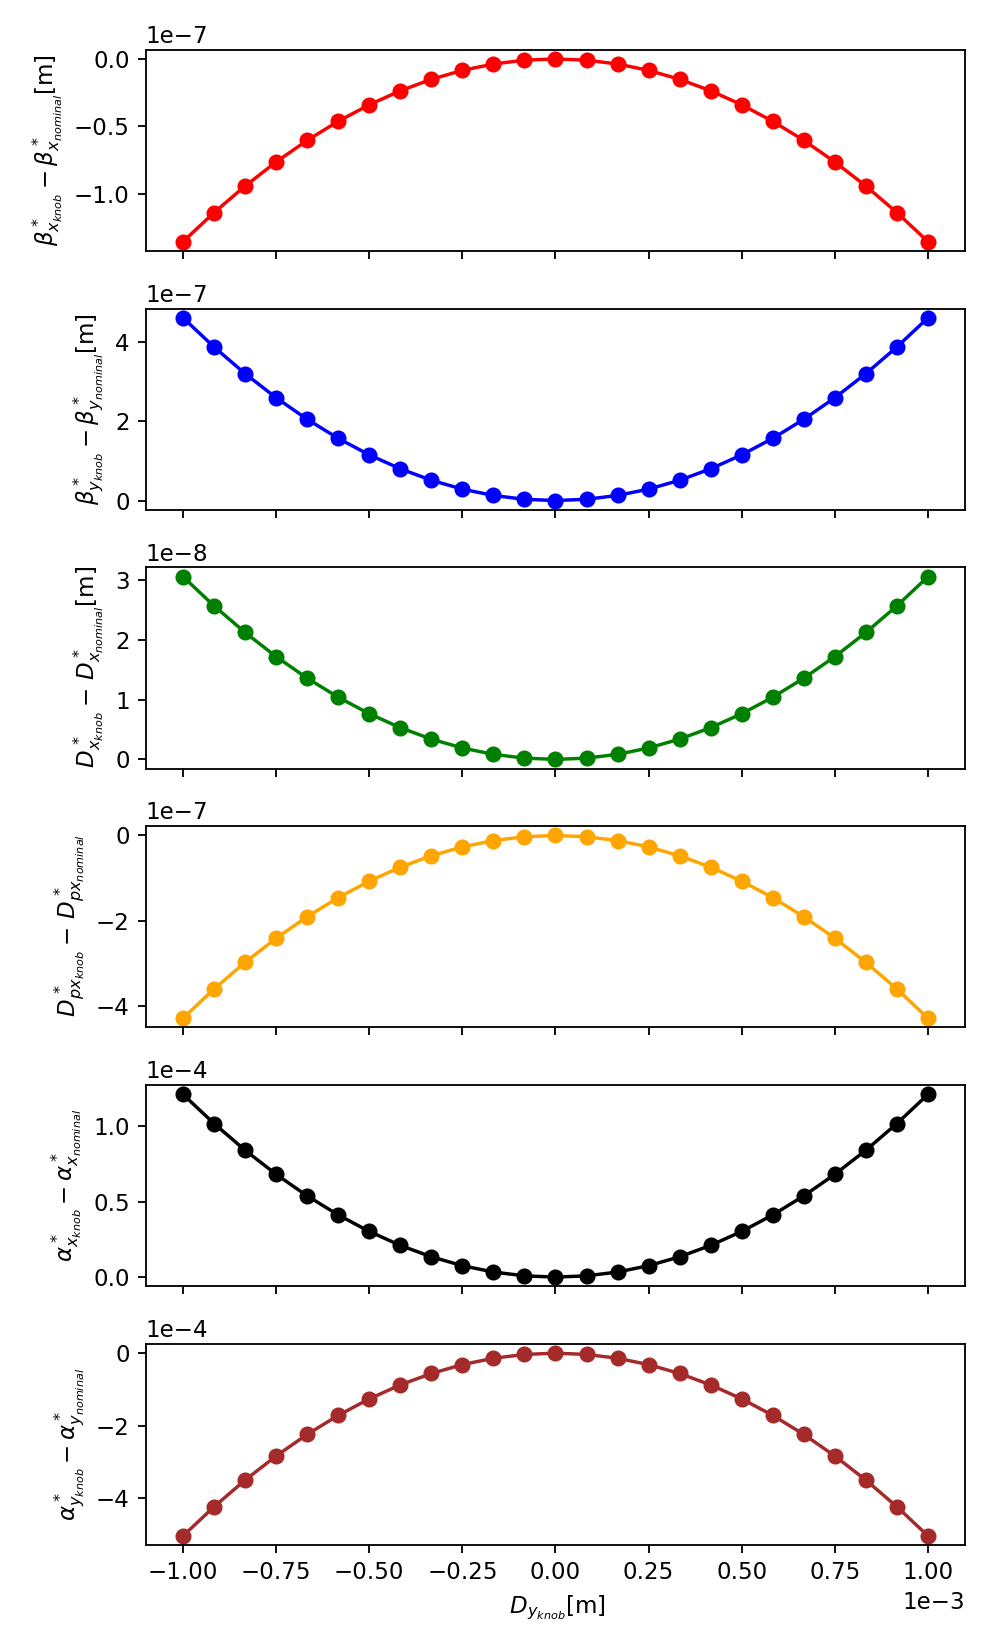 1e−7
0.0
−0.5
−1.0
β*x_knob − β*x_nominal[m]
1e−7
4
2
0
β*y_knob − β*y_nominal[m]
1e−8
3
2
1
0
D*x_knob − D*x_nominal[m]
1e−7
0
−2
−4
D*px_knob − D*px_nominal
1e−4
1.0
0.5
0.0
α*x_knob − α*x_nominal
1e−4
0
−2
−4
α*y_knob − α*y_nominal
−1.00 −0.75 −0.50 −0.25 0.00 0.25 0.50 0.75 1.00
1e−3
D_y_knob[m]